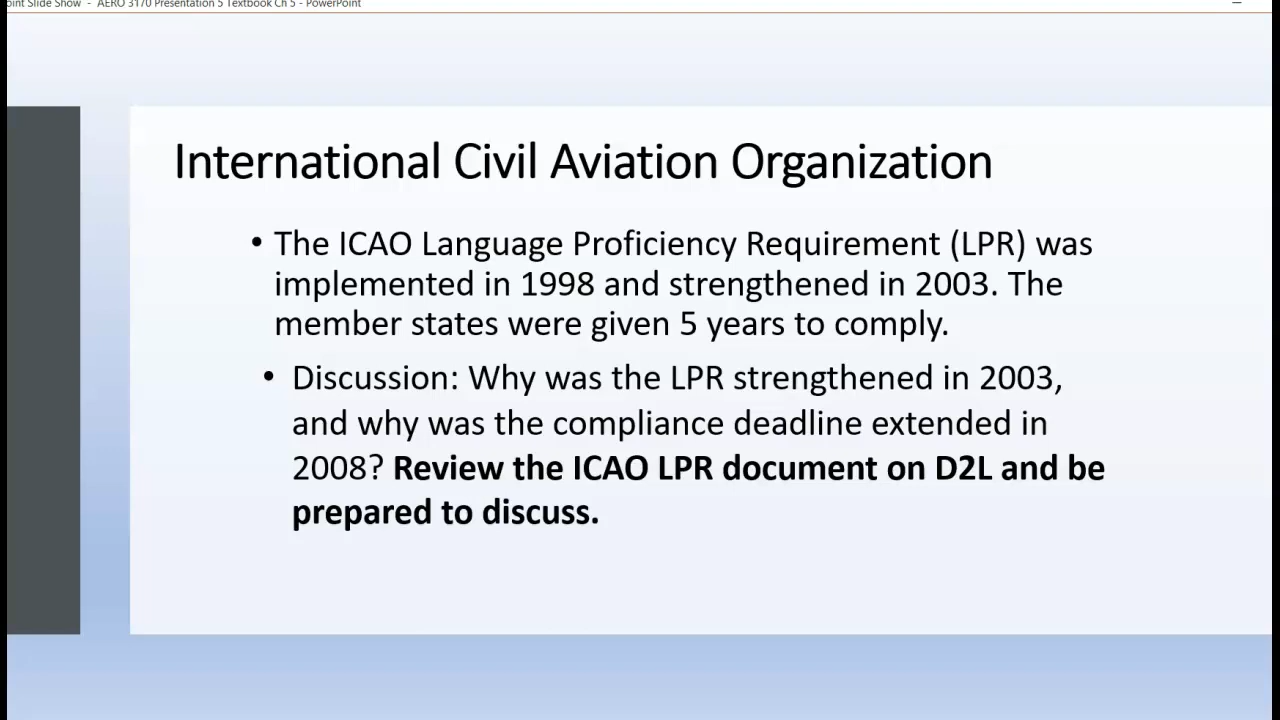 oint Slide Show - AERO 3170 Presentation 5 Textbook Ch 5 - PowerPoint
International Civil Aviation Organization
• The ICAO Language Proficiency Requirement (LPR) was
implemented in 1998 and strengthened in 2003. The
member states were given 5 years to comply.
• Discussion: Why was the LPR strengthened in 2003,
and why was the compliance deadline extended in
2008? Review the ICAO LPR document on D2L and be
prepared to discuss.